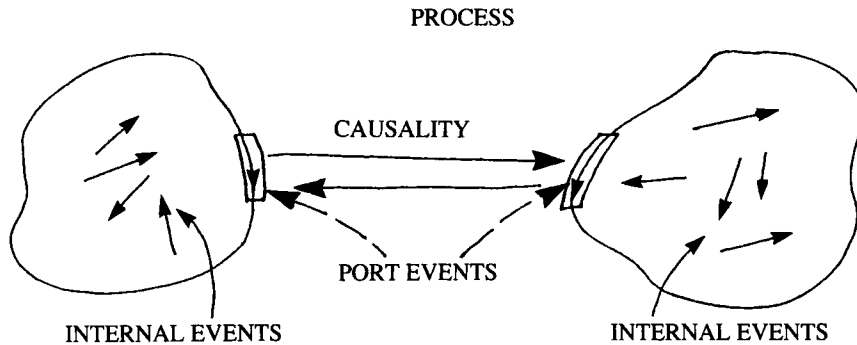 PROCESS
CAUSALITY
PORT EVENTS
INTERNAL EVENTS
INTERNAL EVENTS